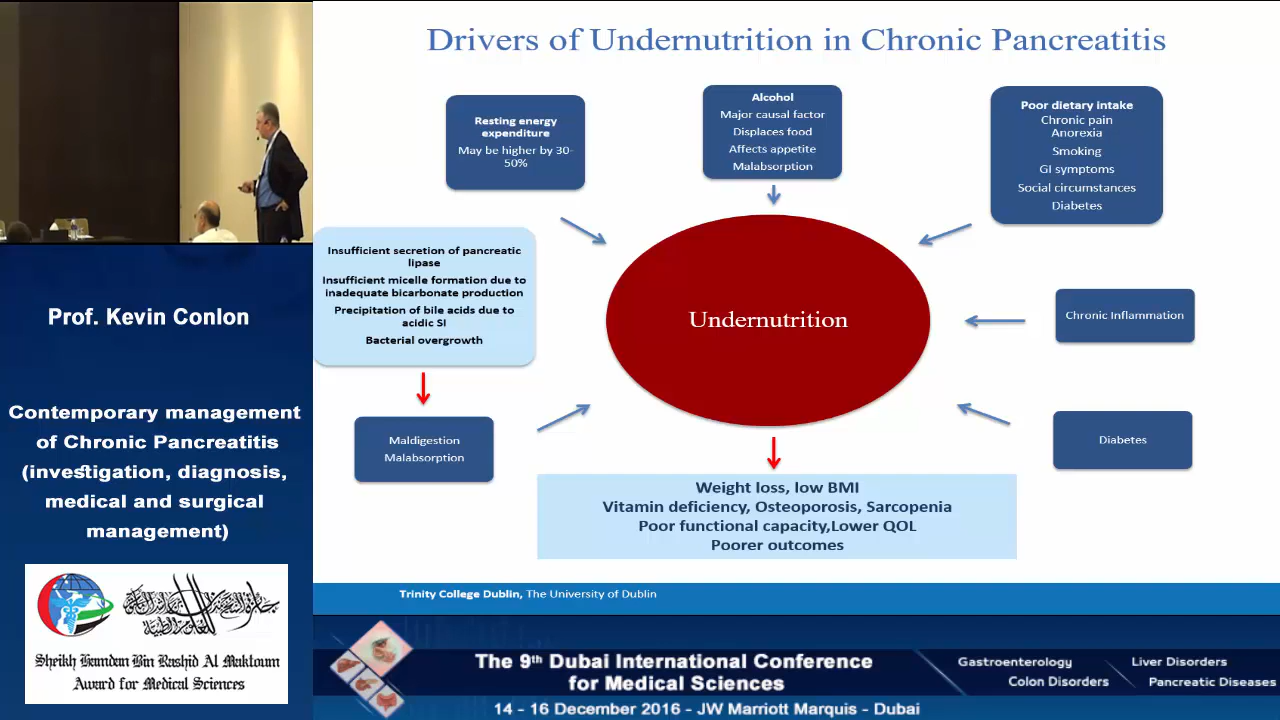 Drivers of Undernutrition in Chronic Pancreatitis
Resting energy
expenditure
May be higher by 30-
50%
Alcohol
Major causal factor
Displaces food
Affects appetite
Malabsorption
Poor dietary intake
Chronic pain
Anorexia
Smoking
GI symptoms
Social circumstances
Diabetes
Insufficient secretion of pancreatic
lipase
Insufficient micelle formation due to
inadequate bicarbonate production
Precipitation of bile acids due to
acidic SI
Bacterial overgrowth
Undernutrition
Chronic Inflammation
Maldigestion
Malabsorption
Diabetes
Weight loss, low BMI
Vitamin deficiency, Osteoporosis, Sarcopenia
Poor functional capacity,Lower QOL
Poorer outcomes
Trinity College Dublin, The University of Dublin
Prof. Kevin Conlon
Contemporary management
of Chronic Pancreatitis
(investigation, diagnosis,
medical and surgical
management)
Sheikh Hamdan Bin Rashid Al Maktoum
Award for Medical Sciences
The 9th Dubai International Conference
for Medical Sciences
14 - 16 December 2016 - JW Marriott Marquis - Dubai
Gastroenterology
Liver Disorders
Colon Disorders
Pancreatic Diseases